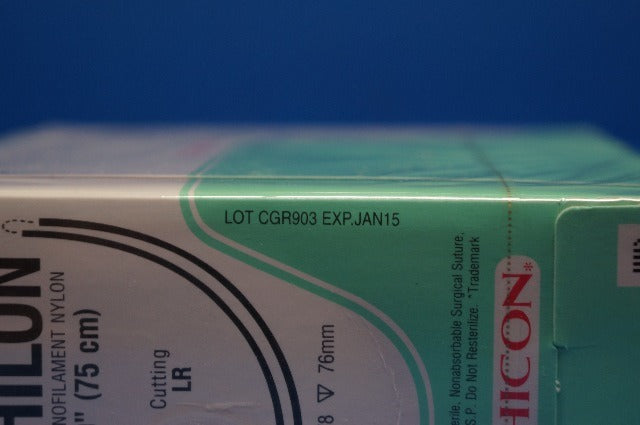 LOT CGR903 EXP.JAN15
HILON
NOFILAMENT NYLON
" (75 cm)
Cutting
LR
8 ∇ 76mm
erile. Nonabsorbable Surgical Suture,
S.P. Do Not Resterilize. *Trademark
HICON*